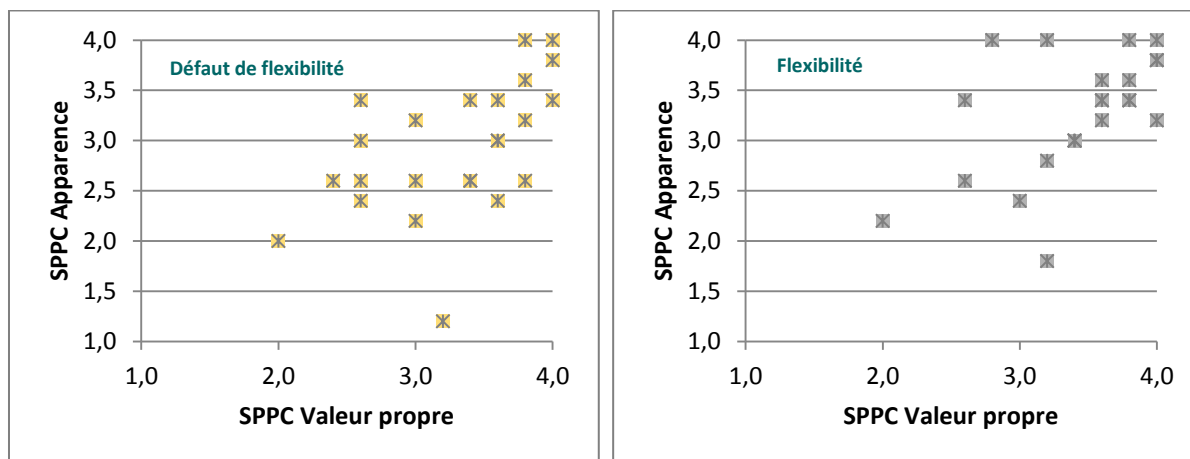 Défaut de flexibilité
SPPC Apparence
4,0
3,5
3,0
2,5
2,0
1,5
1,0
1,0 2,0 3,0 4,0
SPPC Valeur propre
Flexibilité
SPPC Apparence
4,0
3,5
3,0
2,5
2,0
1,5
1,0
1,0 2,0 3,0 4,0
SPPC Valeur propre